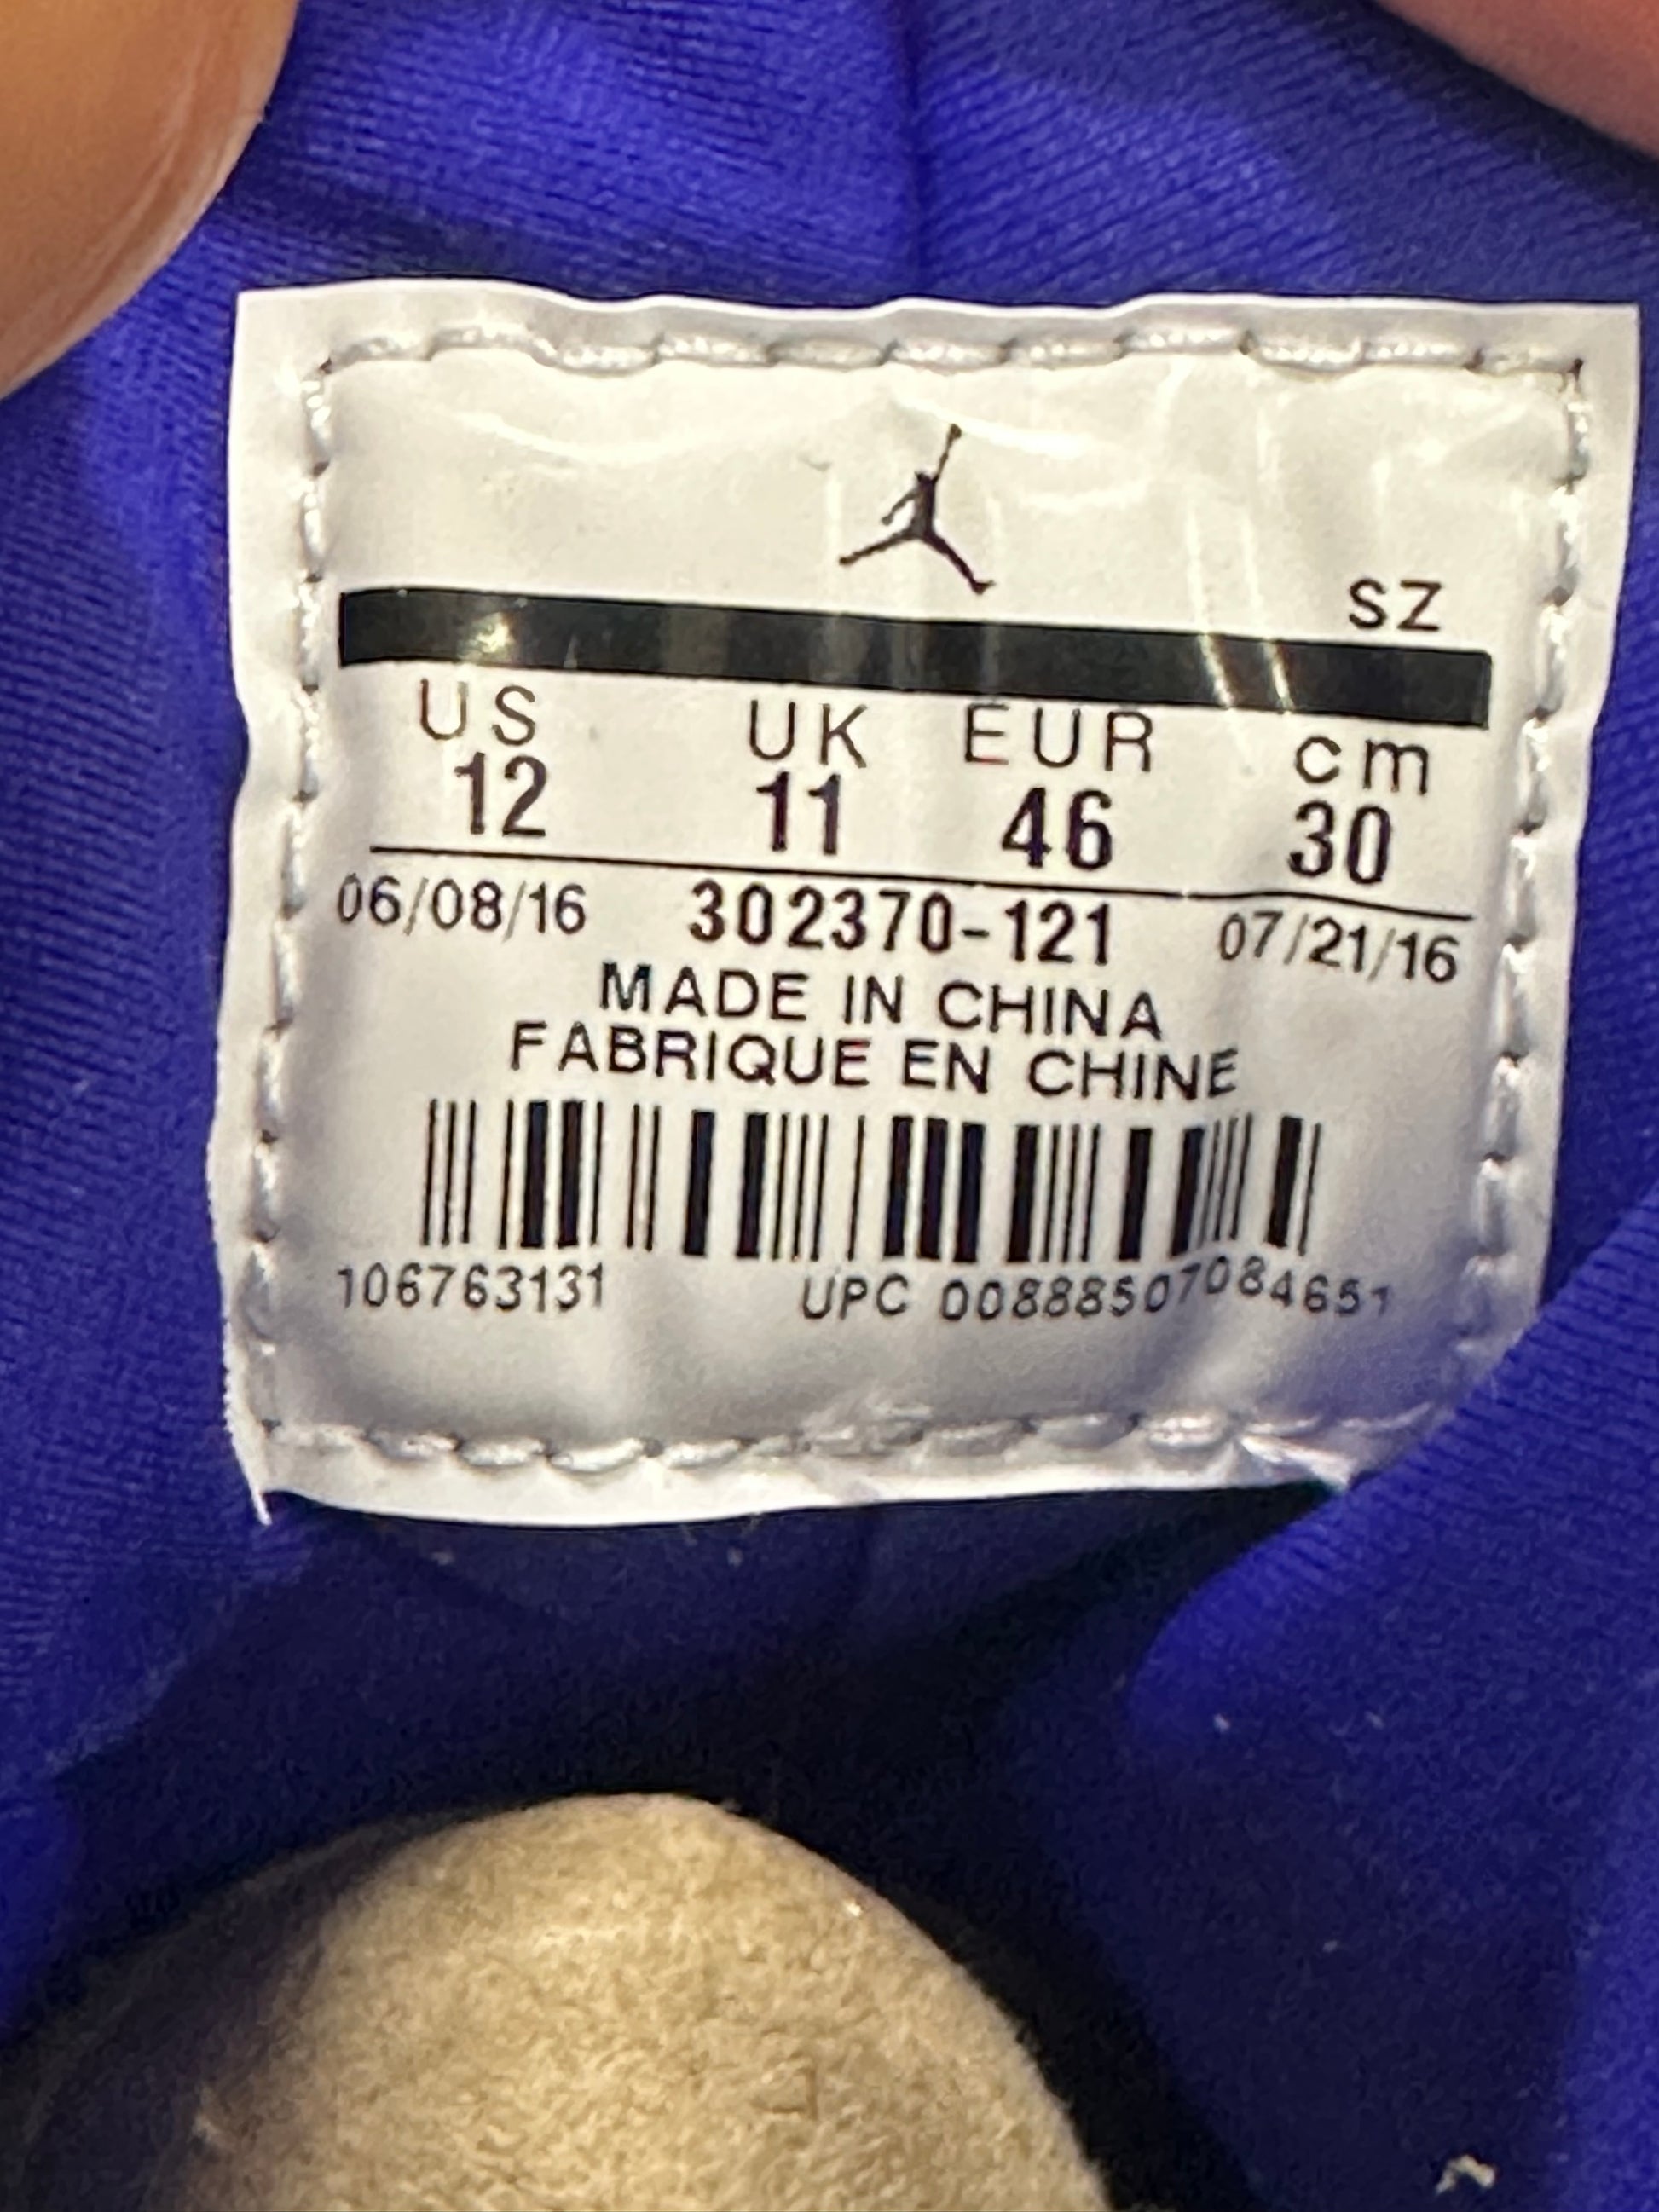 SZ
US UK EUR cm
12 11 46 30
06/08/16 302370-121 07/21/16
MADE IN CHINA
FABRIQUE EN CHINE
106763131 UPC 00888507084651